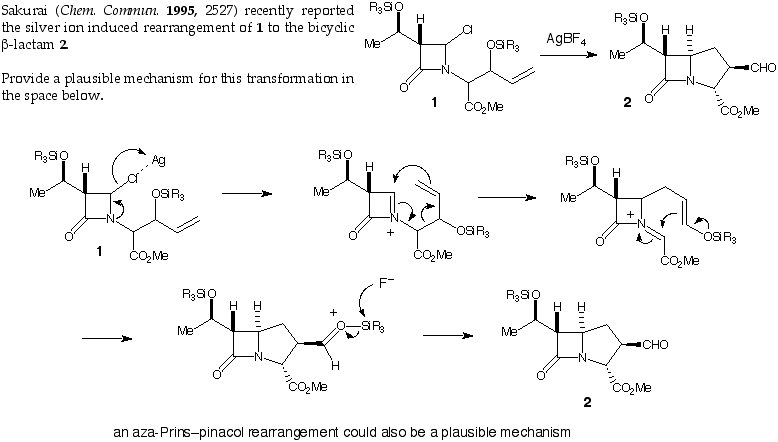 Sakurai (Chem. Commun. 1995, 2527) recently reported
the silver ion induced rearrangement of 1 to the bicyclic
β-lactam 2.
Provide a plausible mechanism for this transformation in
the space below.
R₃SiO H Cl OSiR₃
Me
O N
CO₂Me
1
AgBF₄
R₃SiO H H
Me CHO
O N
CO₂Me
2
R₃SiO H Cl Ag
OSiR₃
Me
O N
1 CO₂Me
R₃SiO H
Me
O N OSiR₃
+ CO₂Me
R₃SiO H
Me
O + N OSiR₃
CO₂Me
R₃SiO H H F⁻
+
Me O SiR₃
O N H
CO₂Me
R₃SiO H H
Me CHO
O N
CO₂Me
2
an aza-Prins–pinacol rearrangement could also be a plausible mechanism